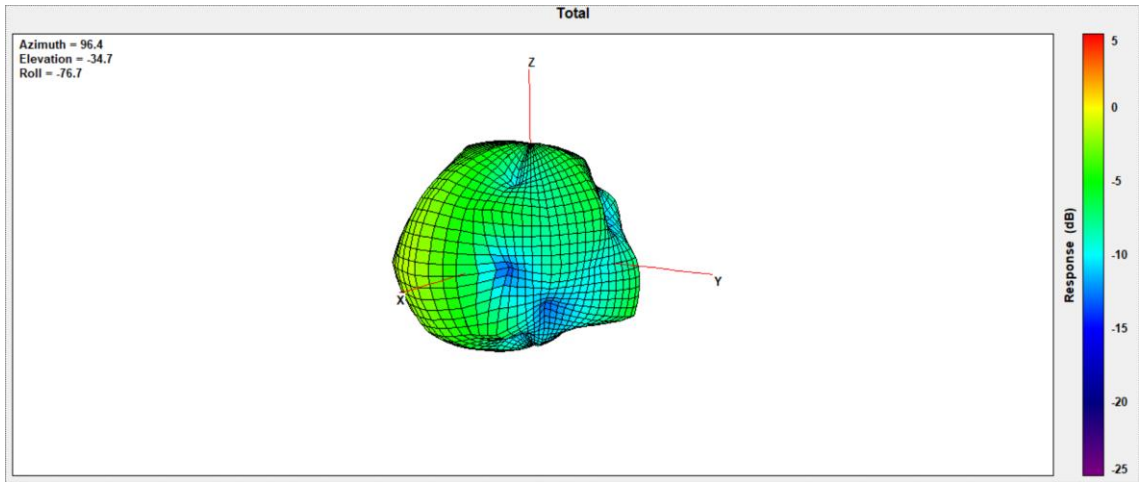 Total
Azimuth = 96.4
Elevation = -34.7
Roll = -76.7
Z
X
Y
5
0
-5
-10
-15
-20
-25
Response (dB)